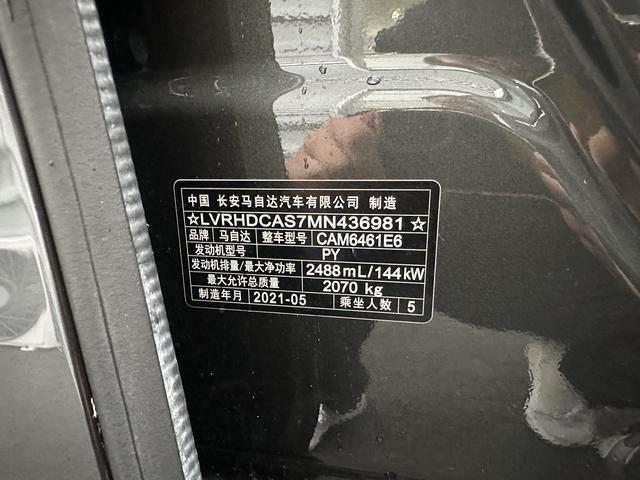 中国 长安马自达汽车有限公司 制造
☆LVRHDCAS7MN436981☆
品牌 马自达 整车型号 CAM6461E6
发动机型号 PY
发动机排量/最大净功率 2488mL/144kW
最大允许总质量 2070 kg
制造年月 2021-05 乘坐人数 5